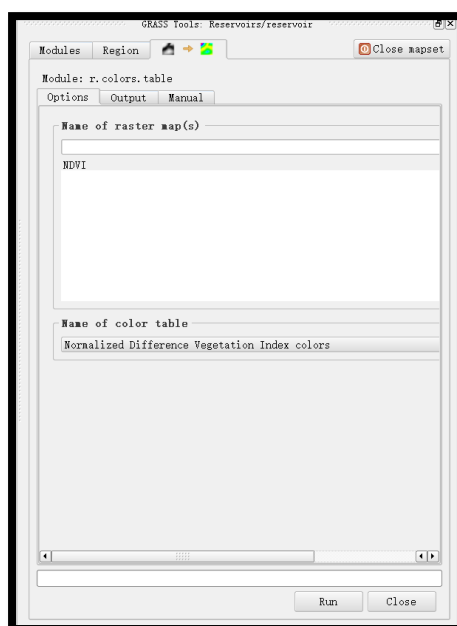 GRASS Tools: Reservoirs/reservoir
Modules Region Close mapset
Module: r.colors.table
Options Output Manual
Name of raster map(s)
NDVI
Name of color table
Normalized Difference Vegetation Index colors
Run Close